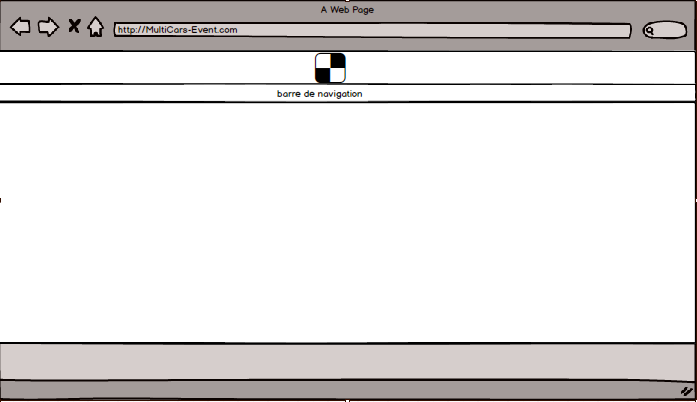 A Web Page
http://MultiCars-Event.com
barre de navigation